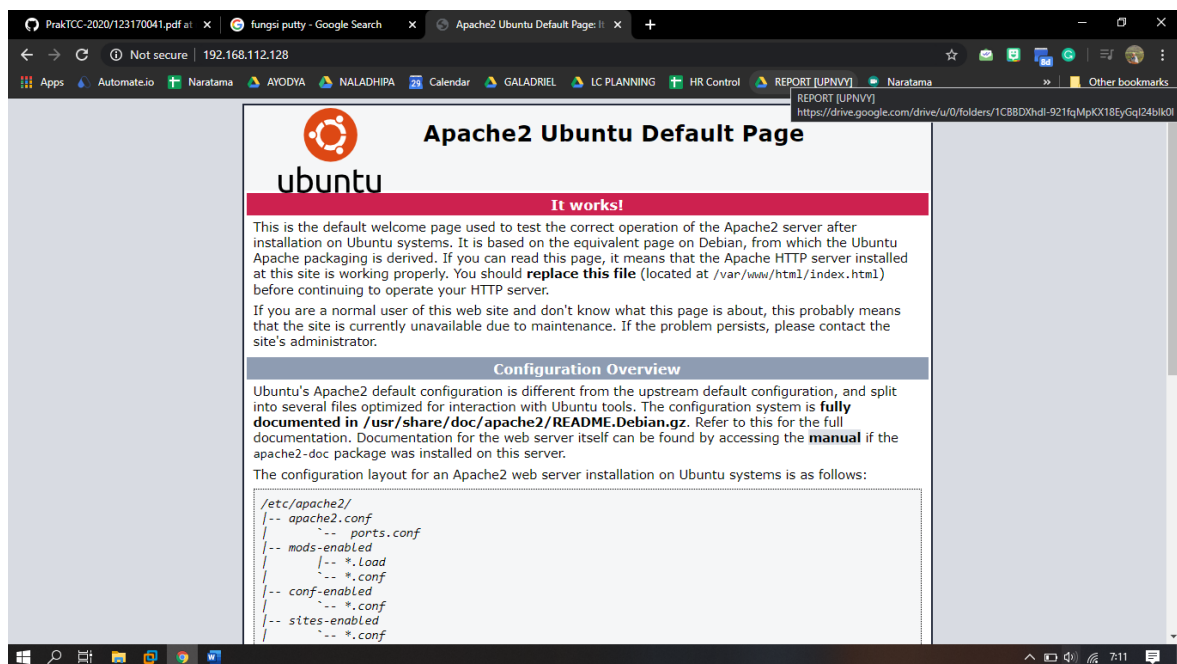 PrakTCC-2020/123170041.pdf at
fungsi putty - Google Search
Apache2 Ubuntu Default Page: It
Not secure | 192.168.112.128
Apps
Automate.io
Naratama
AYODYA
NALADHIPA
29 Calendar
GALADRIEL
LC PLANNING
HR Control
REPORT [UPNVY]
Naratama
»
Other bookmarks
REPORT [UPNVY]
ubuntu
Apache2 Ubuntu Default Page
It works!
This is the default welcome page used to test the correct operation of the Apache2 server after
installation on Ubuntu systems. It is based on the equivalent page on Debian, from which the Ubuntu
Apache packaging is derived. If you can read this page, it means that the Apache HTTP server installed
at this site is working properly. You should replace this file (located at /var/www/html/index.html)
before continuing to operate your HTTP server.
If you are a normal user of this web site and don't know what this page is about, this probably means
that the site is currently unavailable due to maintenance. If the problem persists, please contact the
site's administrator.
Configuration Overview
Ubuntu's Apache2 default configuration is different from the upstream default configuration, and split
into several files optimized for interaction with Ubuntu tools. The configuration system is fully
documented in /usr/share/doc/apache2/README.Debian.gz. Refer to this for the full
documentation. Documentation for the web server itself can be found by accessing the manual if the
apache2-doc package was installed on this server.
The configuration layout for an Apache2 web server installation on Ubuntu systems is as follows:
/etc/apache2/
|-- apache2.conf
|       `--  ports.conf
|-- mods-enabled
|       |-- *.load
|       `-- *.conf
|-- conf-enabled
|       `-- *.conf
|-- sites-enabled
|       `-- *.conf
7:11